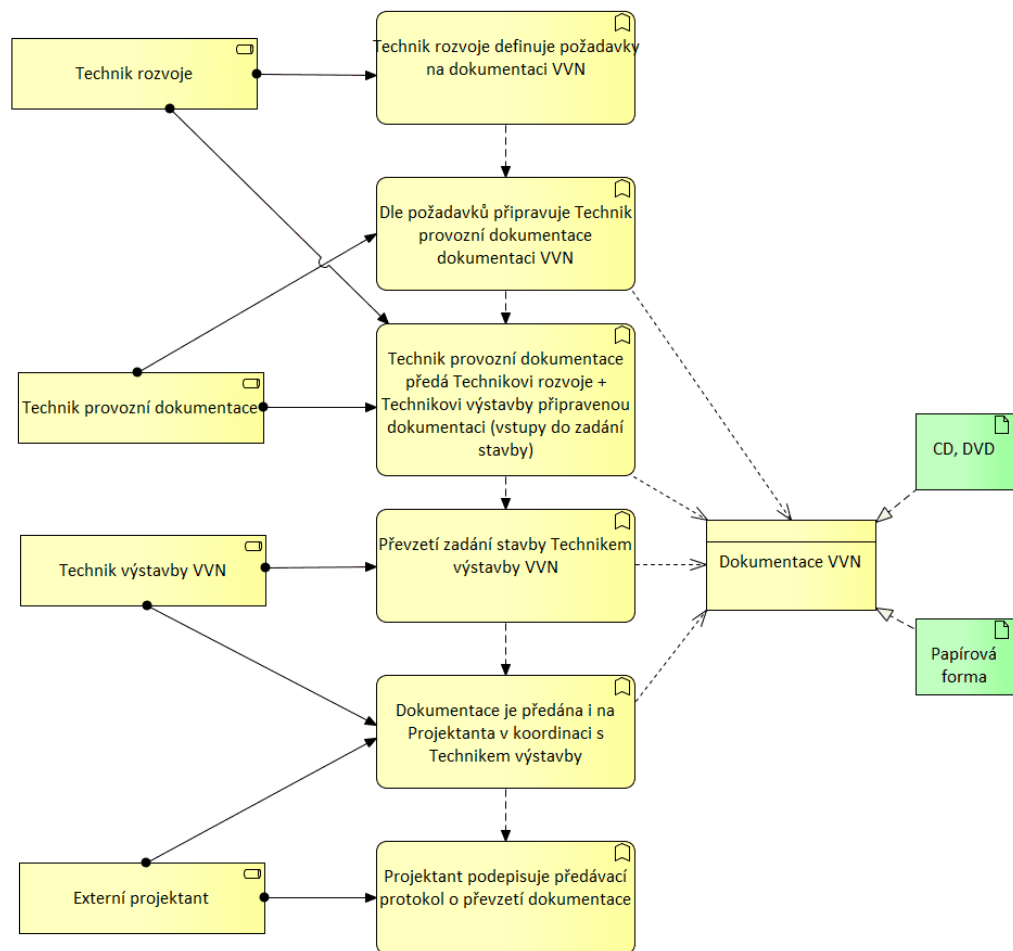 Technik rozvoje
Technik rozvoje definuje požadavky
na dokumentaci VVN
Dle požadavků připravuje Technik
provozní dokumentace
dokumentaci VVN
Technik provozní dokumentace
Technik provozní dokumentace
předá Technikovi rozvoje +
Technikovi výstavby připravenou
dokumentaci (vstupy do zadání
stavby)
CD, DVD
Technik výstavby VVN
Převzetí zadání stavby Technikem
výstavby VVN
Dokumentace VVN
Papírová
forma
Dokumentace je předána i na
Projektanta v koordinaci s
Technikem výstavby
Externí projektant
Projektant podepisuje předávací
protokol o převzetí dokumentace